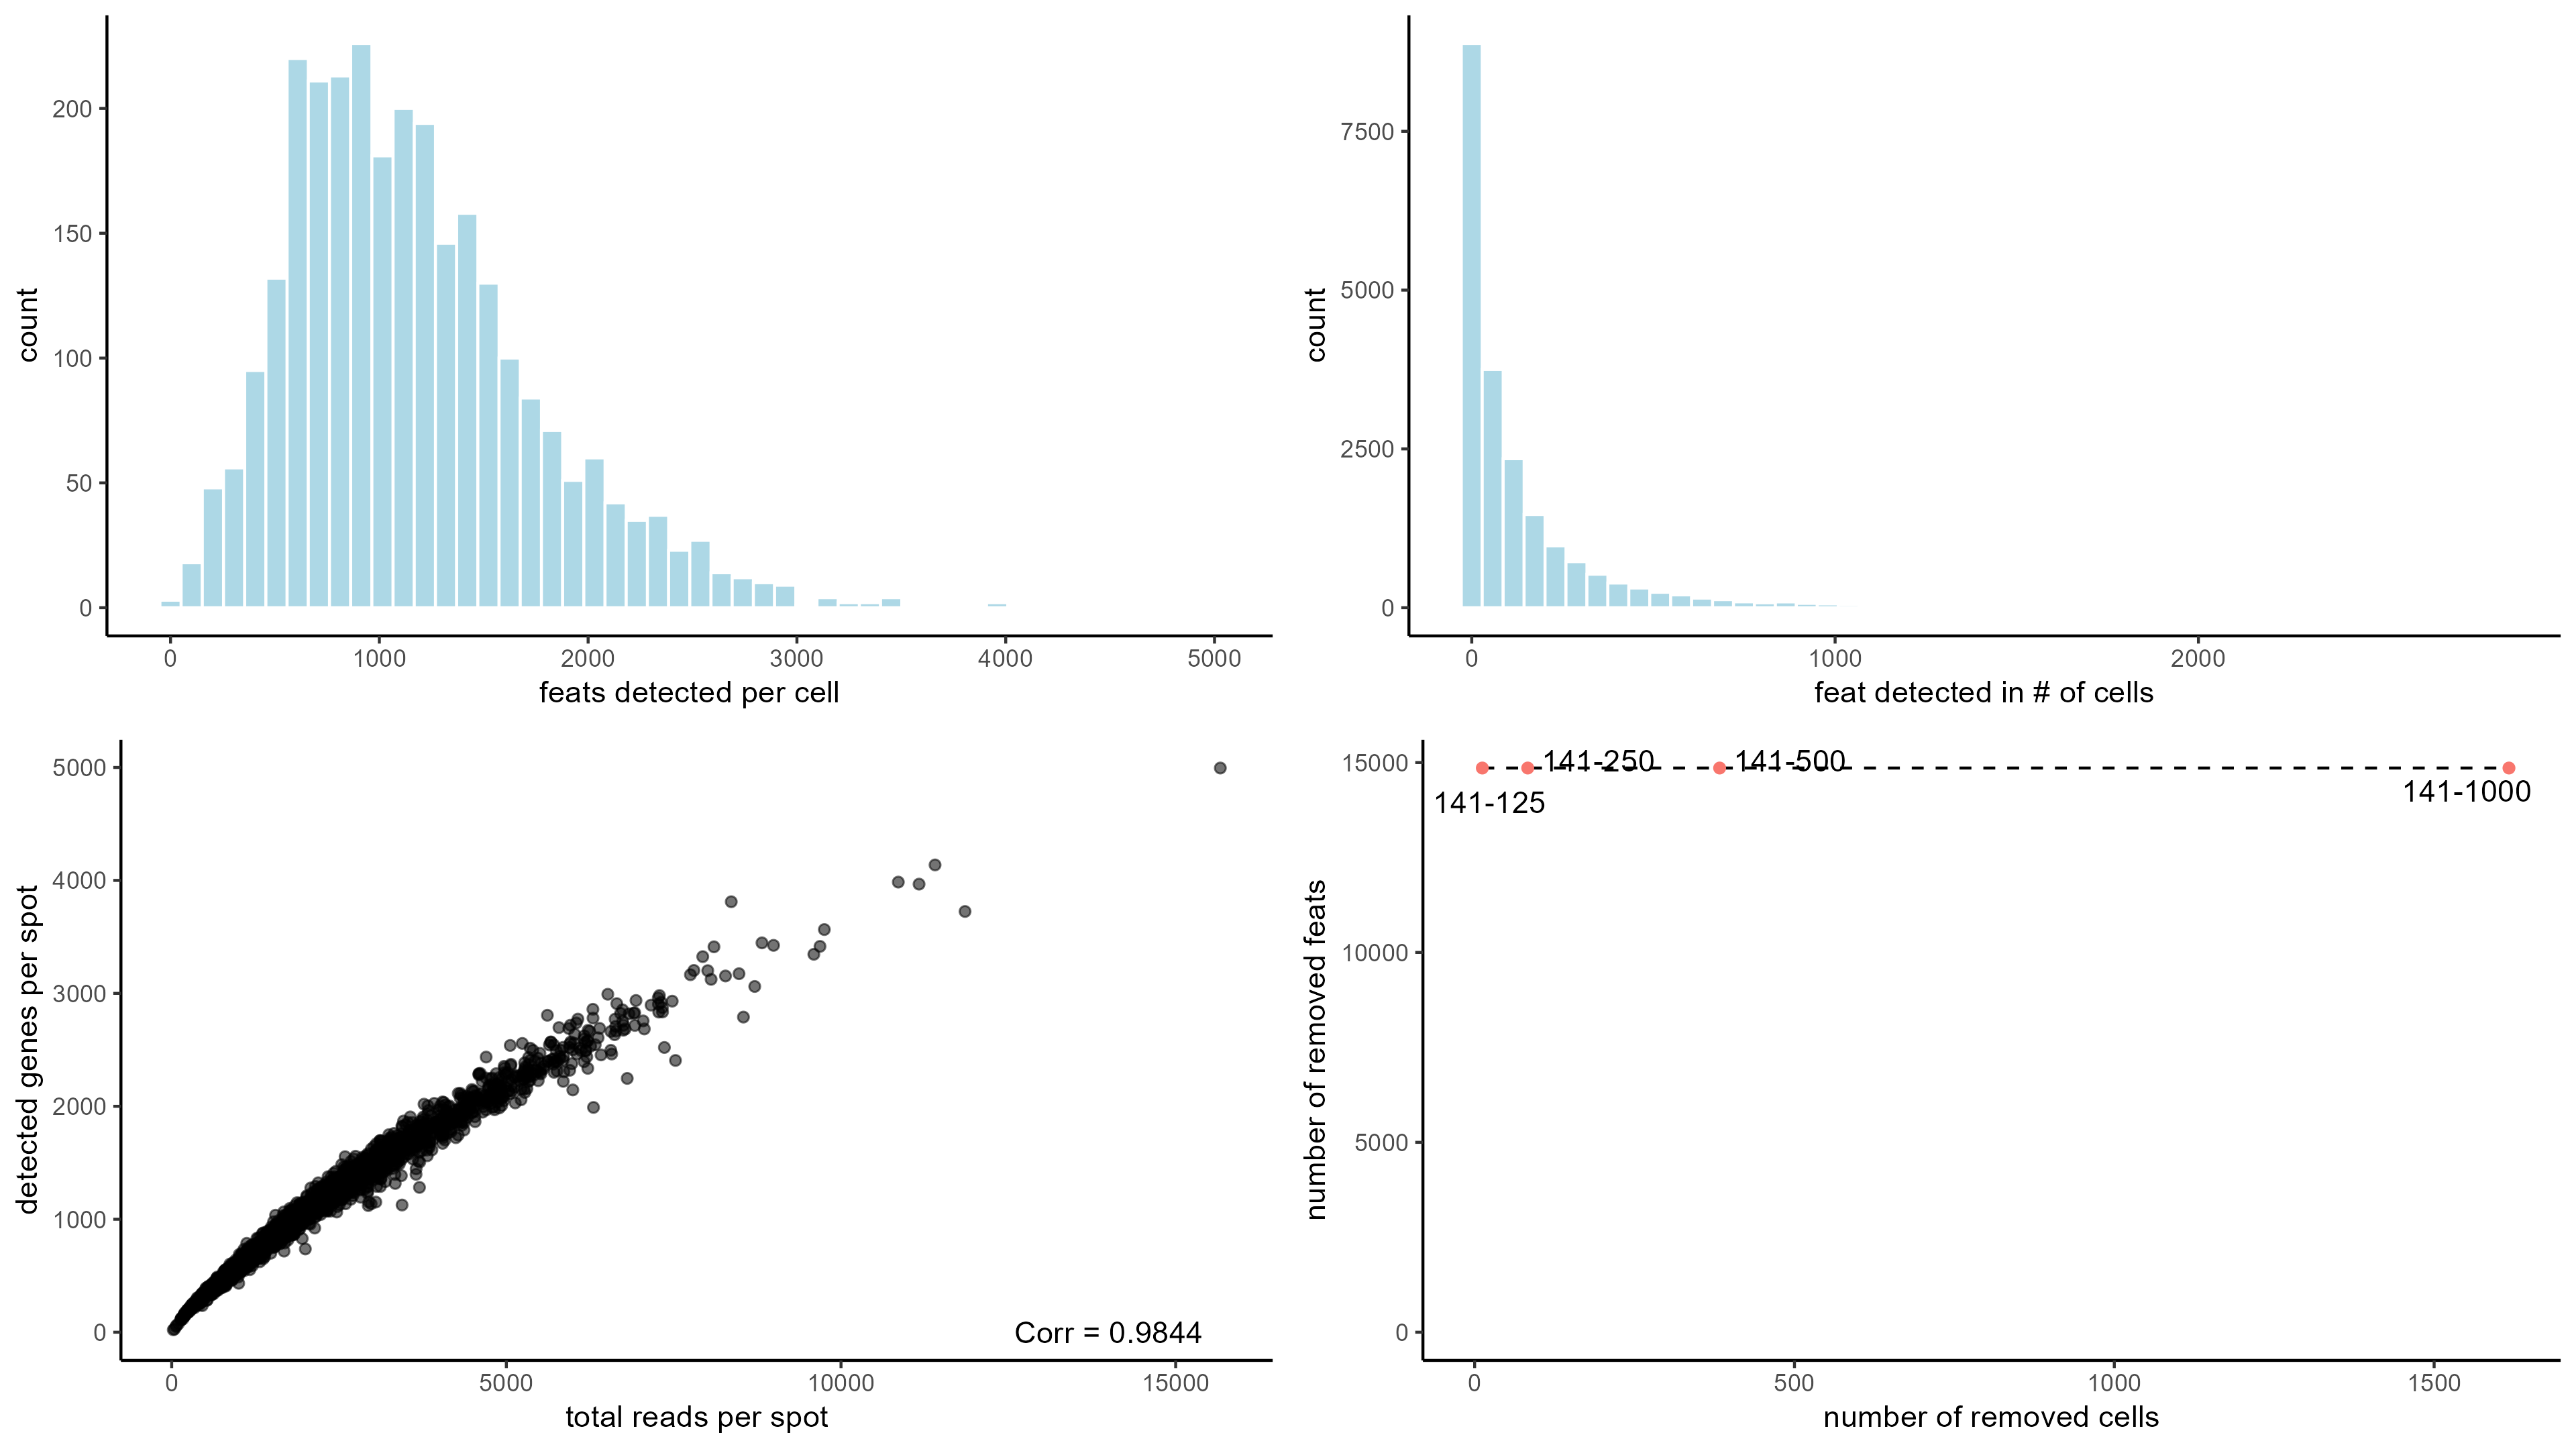 200
150
100
50
0
count
0 1000 2000 3000 4000 5000
feats detected per cell
7500
5000
2500
0
count
0 1000 2000
feat detected in # of cells
5000
4000
3000
2000
1000
0
detected genes per spot
Corr = 0.9844
0 5000 10000 15000
total reads per spot
15000
10000
5000
0
number of removed feats
141-250 141-500
141-125 141-1000
0 500 1000 1500
number of removed cells